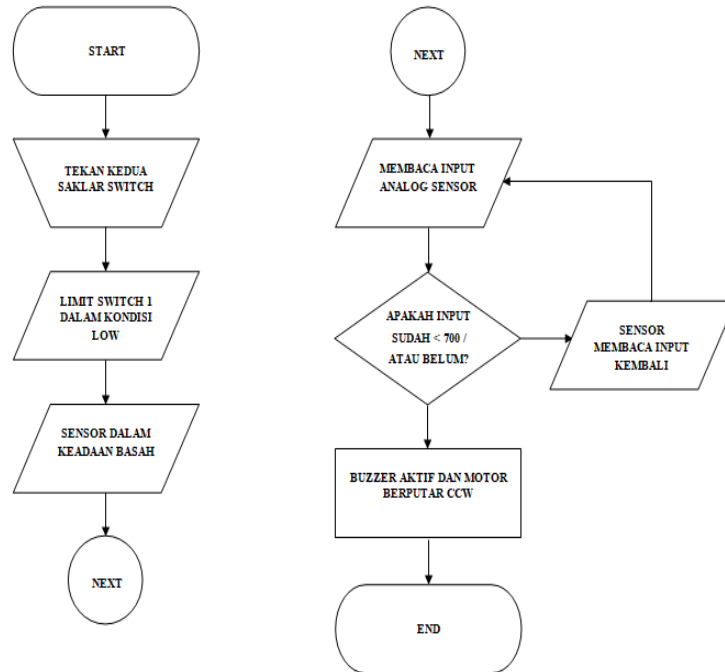 START
TEKAN KEDUA
SAKLAR SWITCH
LIMIT SWITCH 1
DALAM KONDISI
LOW
SENSOR DALAM
KEADAAN BASAH
NEXT
NEXT
MEMBACA INPUT
ANALOG SENSOR
APAKAH INPUT
SUDAH < 700 /
ATAU BELUM?
SENSOR
MEMBACA INPUT
KEMBALI
BUZZER AKTIF DAN MOTOR
BERPUTAR CCW
END